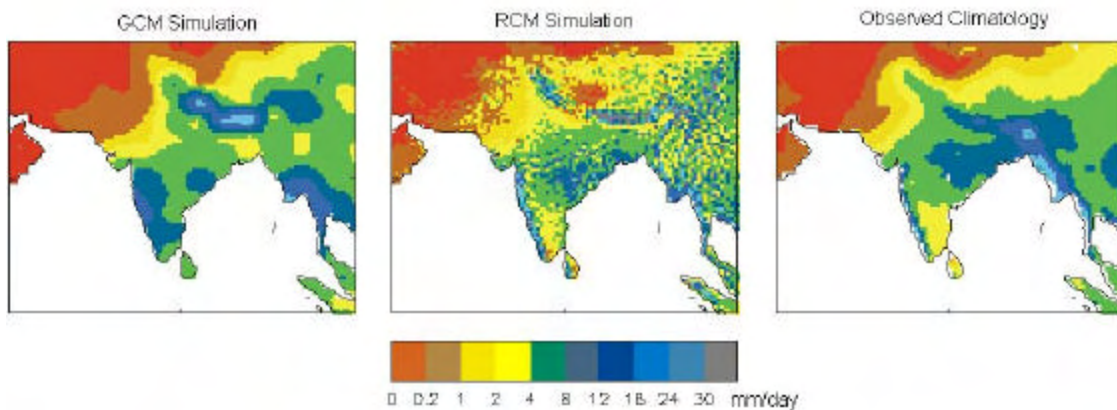 GCM Simulation
RCM Simulation
Observed Climatology
0 0.2 1 2 4 8 12 16 24 30 mm/day